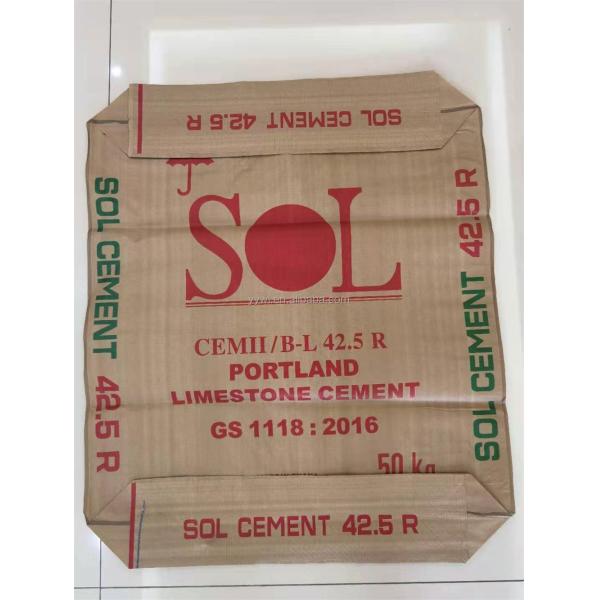 SOL CEMENT 42.5 R
SOL
CEMII/B-L 42.5 R
PORTLAND
LIMESTONE CEMENT
GS 1118 : 2016
50 kg
SOL CEMENT 42.5 R
SOL CEMENT 42.5 R
SOL CEMENT 42.5 R